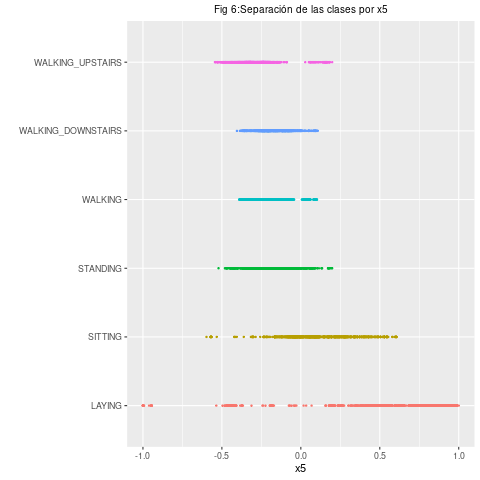 Fig 6:Separación de las clases por x5
WALKING_UPSTAIRS
WALKING_DOWNSTAIRS
WALKING
STANDING
SITTING
LAYING
-1.0 -0.5 0.0 0.5 1.0
x5